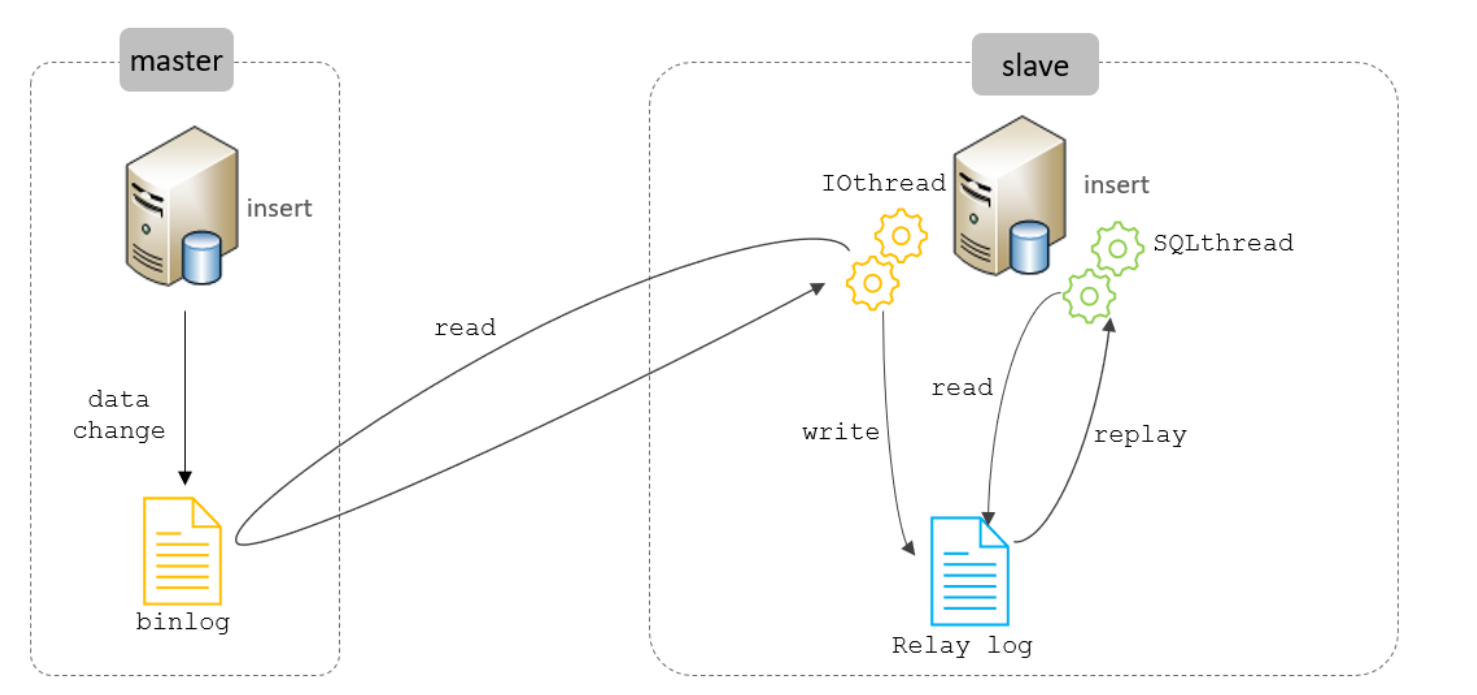 master
insert
data
change
binlog
read
slave
IOthread
insert
SQLthread
write
read
replay
Relay log